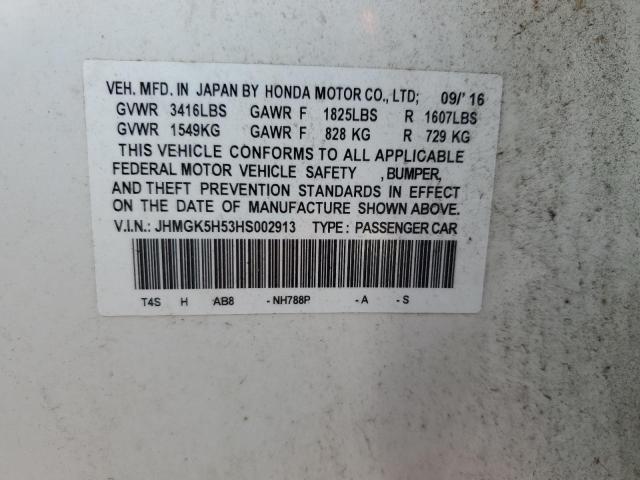 VEH. MFD. IN JAPAN BY HONDA MOTOR CO., LTD; 09/'16
GVWR 3416LBS GAWR F 1825LBS R 1607LBS
GVWR 1549KG GAWR F 828 KG R 729 KG
THIS VEHICLE CONFORMS TO ALL APPLICABLE
FEDERAL MOTOR VEHICLE SAFETY ,BUMPER,
AND THEFT PREVENTION STANDARDS IN EFFECT
ON THE DATE OF MANUFACTURE SHOWN ABOVE.
V.I.N.: JHMGK5H53HS002913 TYPE: PASSENGER CAR
T4S H AB8 - NH788P - A - S